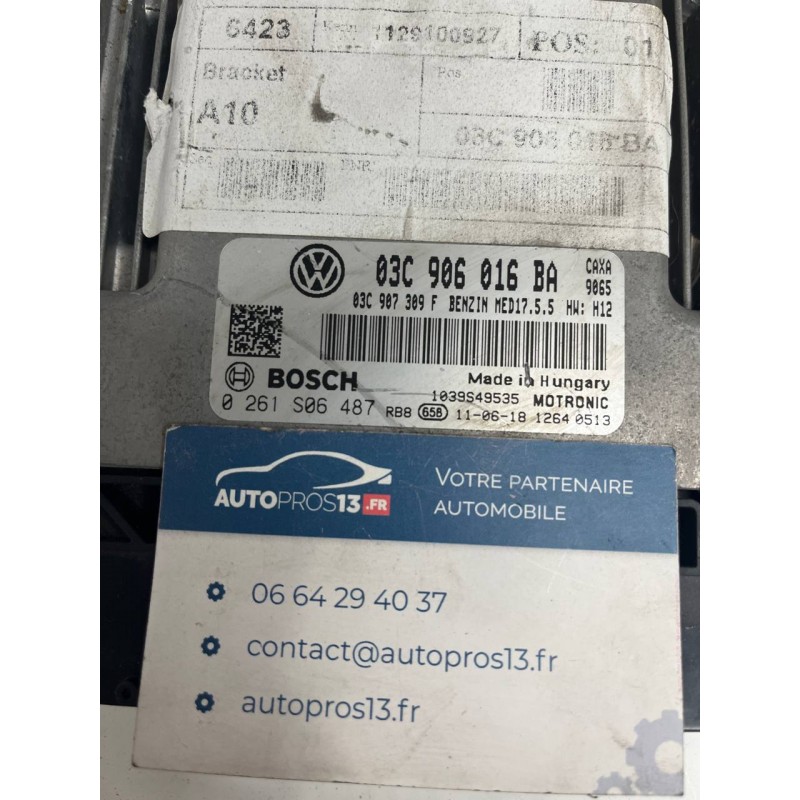 6423 129100927 POS: 01
Bracket Pos
A10
03C 906 016 BA
03C 906 016 BA CAXA
9065
03C 907 309 F BENZIN MED17.5.5 HW: H12
BOSCH Made in Hungary
1039S49535 MOTRONIC
0 261 S06 487 RB8 658 11-06-18 1264 0513
AUTOPROS13.FR
VOTRE PARTENAIRE
AUTOMOBILE
06 64 29 40 37
contact@autopros13.fr
autopros13.fr